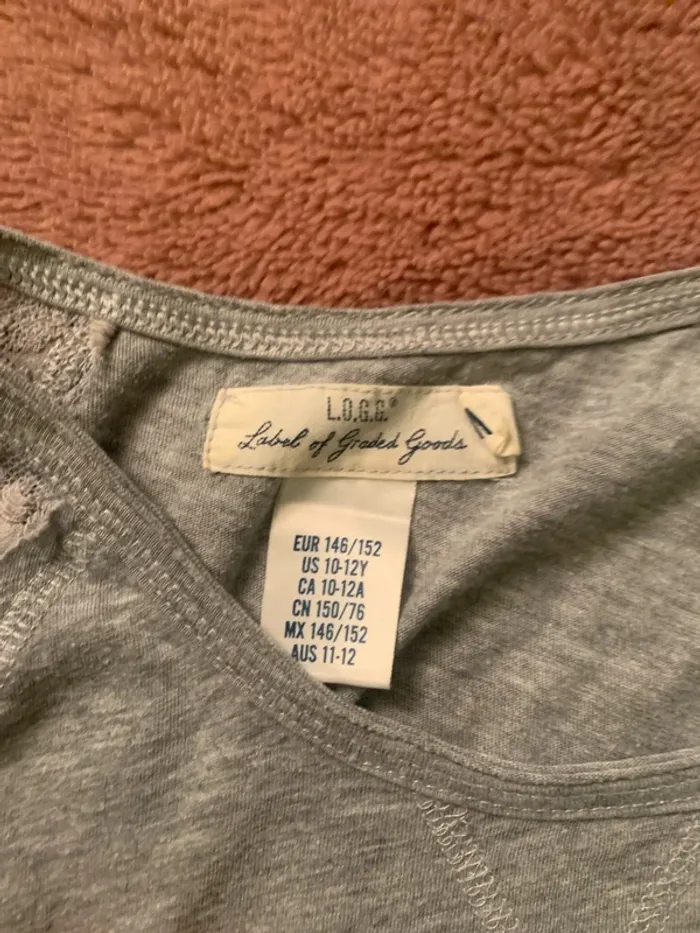 L.O.G.G.®
Label of Graded Goods
EUR 146/152
US 10-12Y
CA 10-12A
CN 150/76
MX 146/152
AUS 11-12